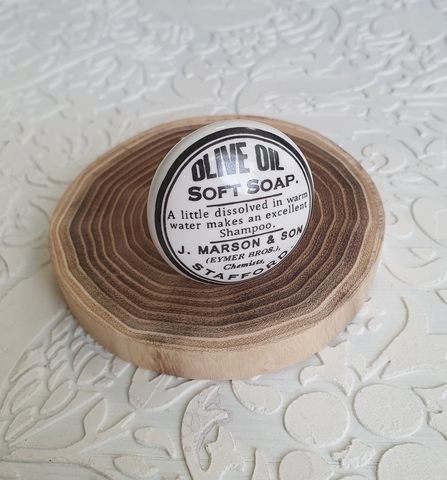 OLIVE OIL
SOFT SOAP.
A little dissolved in warm
water makes an excellent
Shampoo.
J. MARSON & SON
(EYMER BROS.),
Chemists,
STAFFORD